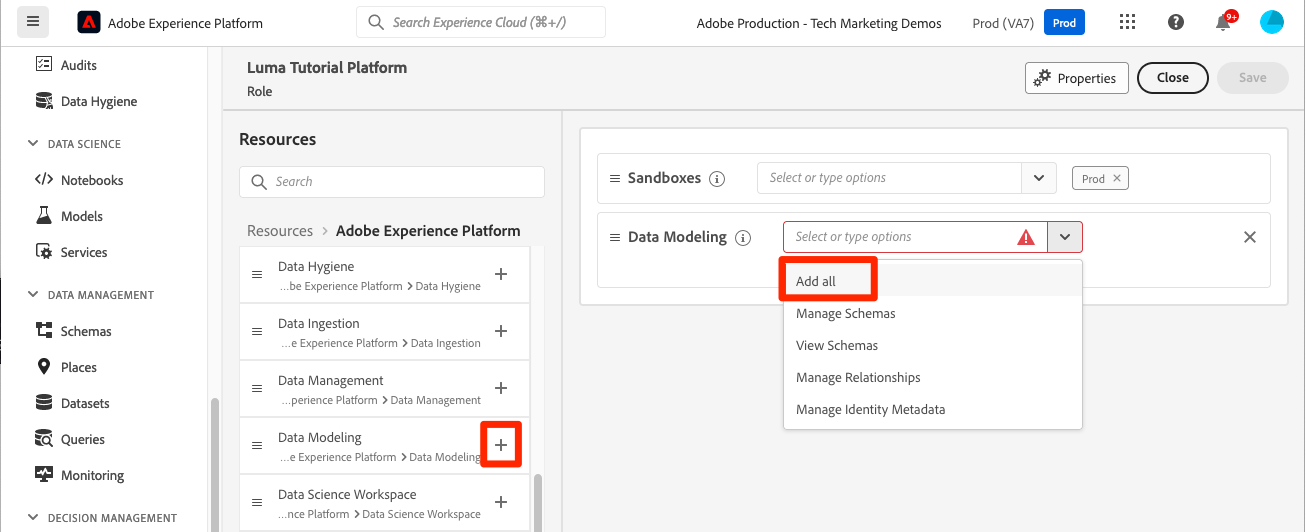 Adobe Experience Platform
Search Experience Cloud (⌘+/)
Adobe Production - Tech Marketing Demos
Prod (VA7)
Prod
9+
Audits
Data Hygiene
DATA SCIENCE
Notebooks
Models
Services
DATA MANAGEMENT
Schemas
Places
Datasets
Queries
Monitoring
DECISION MANAGEMENT
Luma Tutorial Platform
Role
Properties
Close
Save
Resources
Search
Resources > Adobe Experience Platform
Data Hygiene
...be Experience Platform > Data Hygiene
Data Ingestion
...e Experience Platform > Data Ingestion
Data Management
...perience Platform > Data Management
Data Modeling
...e Experience Platform > Data Modeling
Data Science Workspace
...nce Platform > Data Science Workspace
Sandboxes
Select or type options
Prod
Data Modeling
Select or type options
Add all
Manage Schemas
View Schemas
Manage Relationships
Manage Identity Metadata